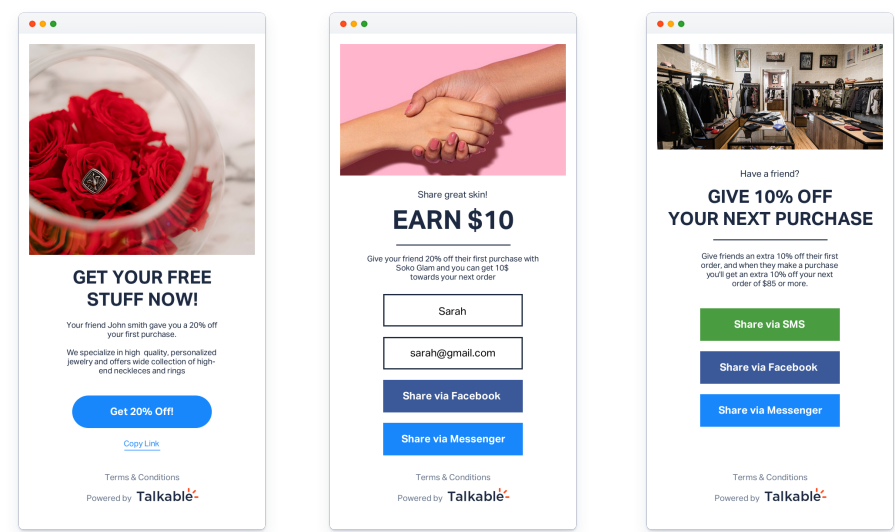 GET YOUR FREE
STUFF NOW!
Your friend John smith gave you a 20% off
your first purchase.
We specialize in high quality, personalized
jewelry and offers wide collection of high-
end neckleces and rings
Get 20% Off!
Copy Link
Terms & Conditions
Powered by Talkable
Share great skin!
EARN $10
Give your friend 20% off their first purchase with
Soko Glam and you can get 10$
towards your next order
Sarah
sarah@gmail.com
Share via Facebook
Share via Messenger
Terms & Conditions
Powered by Talkable
Have a friend?
GIVE 10% OFF
YOUR NEXT PURCHASE
Give friends an extra 10% off their first
order, and when they make a purchase
you'll get an extra 10% off your next
order of $85 or more.
Share via SMS
Share via Facebook
Share via Messenger
Terms & Conditions
Powered by Talkable